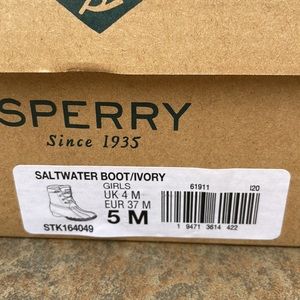 SPERRY
Since 1935
SALTWATER BOOT/IVORY
GIRLS
UK 4 M
EUR 37 M
5 M
STK164049
61911 I20
1 9471 3614 422